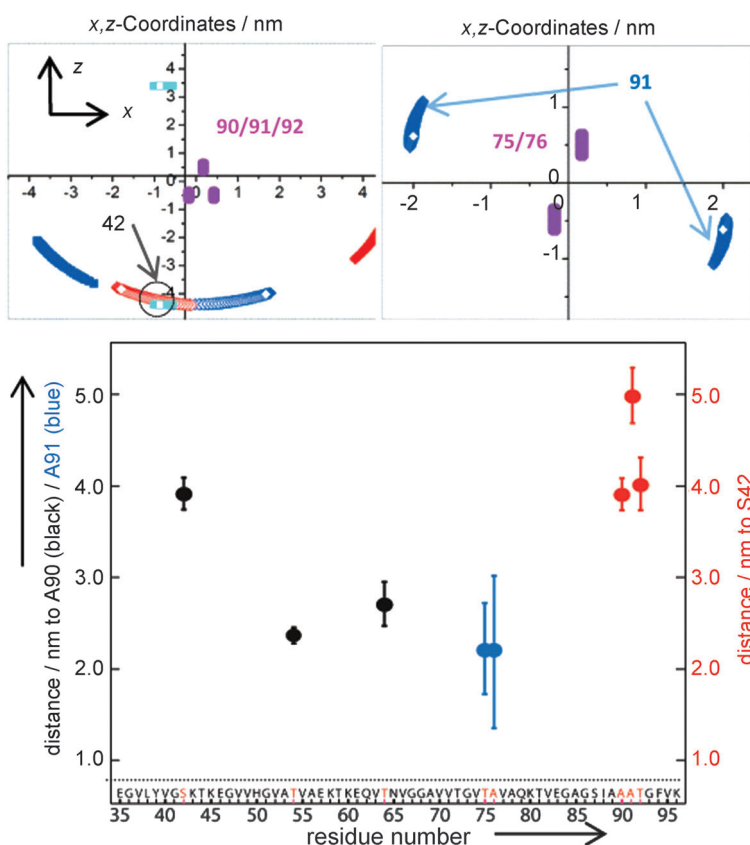 x,z-Coordinates / nm
z
x
4
3
2
1
0
-4 -3 -2 -1 0 1 2 3 4
-1
-2
-3
-4
90/91/92
42
x,z-Coordinates / nm
91
75/76
1
0
-2 -1 0 1 2
-1
distance / nm to A90 (black) / A91 (blue)
5.0
4.0
3.0
2.0
1.0
5.0
4.0
3.0
2.0
1.0
distance / nm to S42
EGVLYVGSKTKEGVVHGVATVAEKTKEQVTNVGGAVVTGVTAVAQKTVEGAGSIAAATGFVK
35 40 45 50 55 60 65 70 75 80 85 90 95
residue number